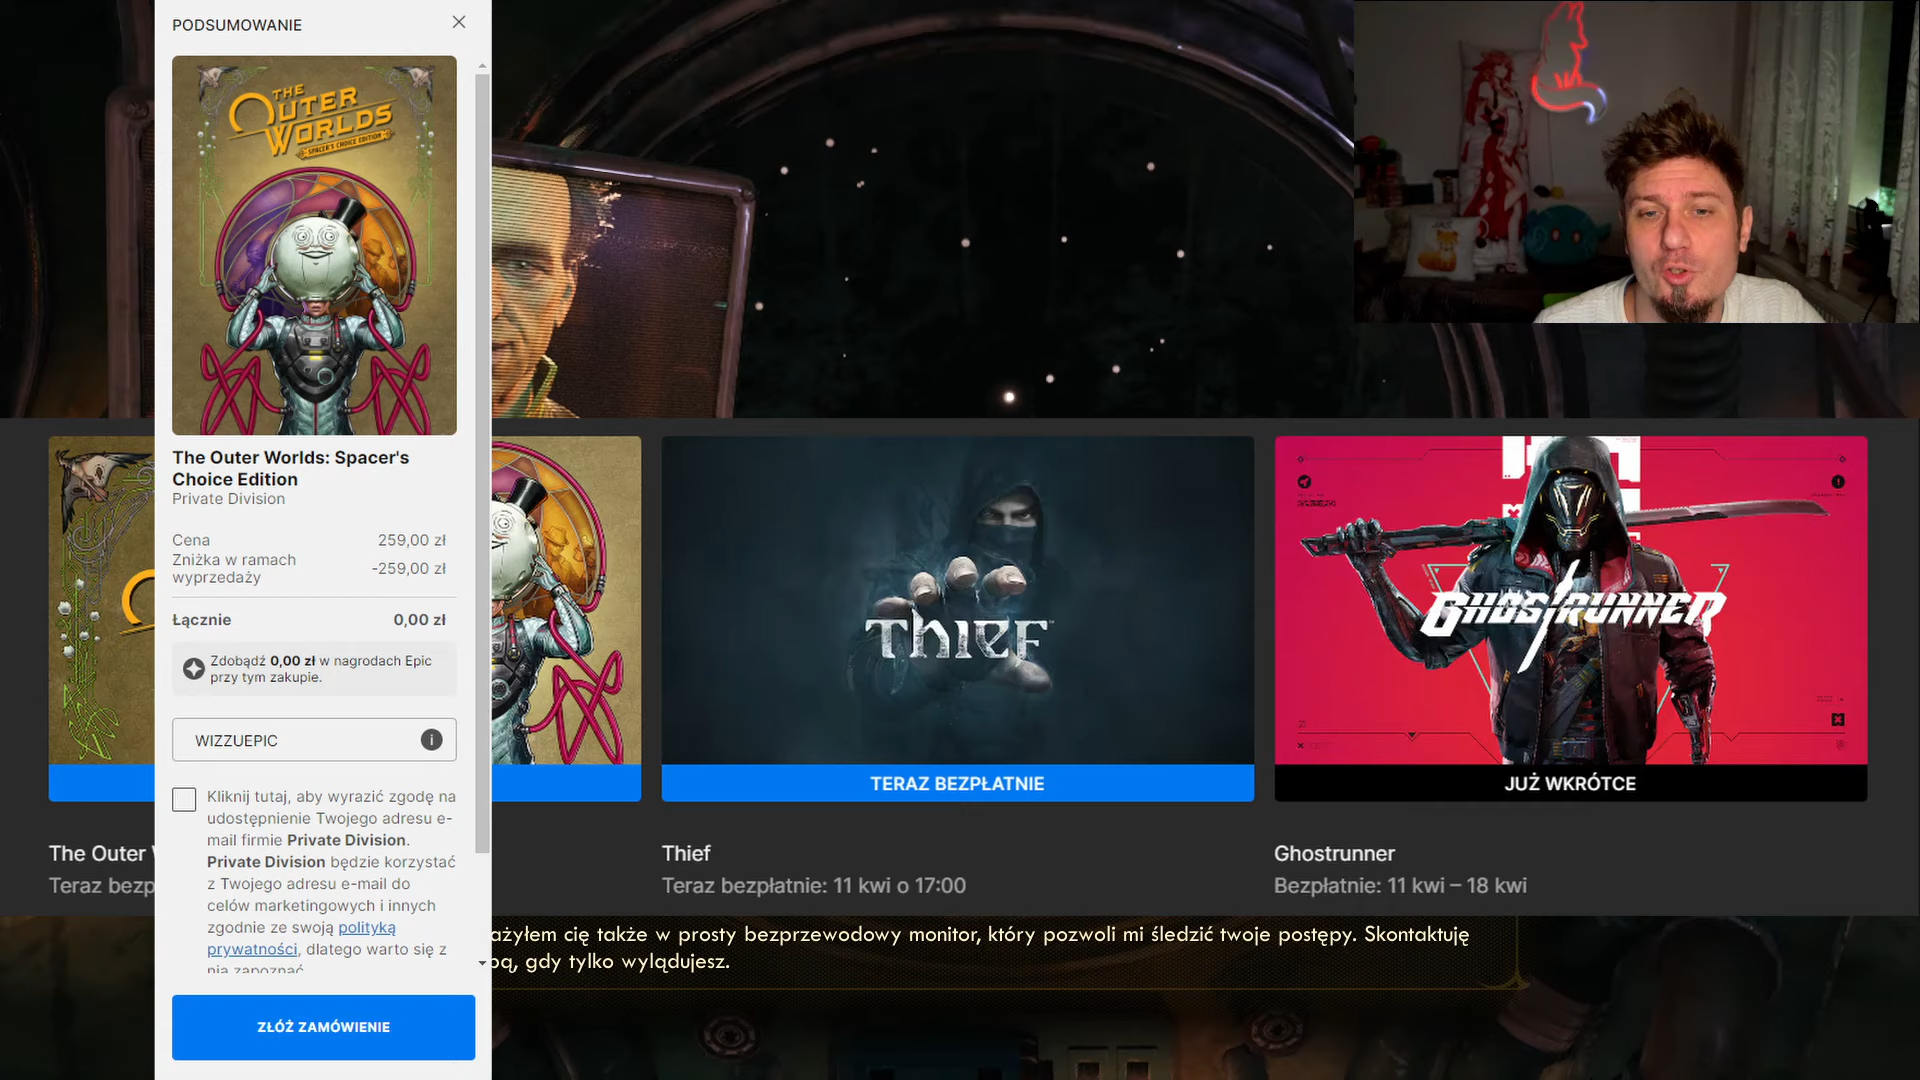 PODSUMOWANIE
THE
OUTER
WORLDS
SPACER'S CHOICE EDITION
The Outer Worlds: Spacer's
Choice Edition
Private Division
Cena 259,00 zł
Zniżka w ramach
wyprzedaży -259,00 zł
Łącznie 0,00 zł
Zdobądź 0,00 zł w nagrodach Epic
przy tym zakupie.
WIZZUEPIC
Kliknij tutaj, aby wyrazić zgodę na
udostępnienie Twojego adresu e-
mail firmie Private Division.
Private Division będzie korzystać
z Twojego adresu e-mail do
celów marketingowych i innych
zgodnie ze swoją polityką
prywatności, dlatego warto się z
nią zapoznać
ZŁÓŻ ZAMÓWIENIE
The Outer
Teraz bezp
THIEF
TERAZ BEZPŁATNIE
Thief
Teraz bezpłatnie: 11 kwi o 17:00
GHOSTRUNNER
JUŻ WKRÓTCE
Ghostrunner
Bezpłatnie: 11 kwi – 18 kwi
ażyłem cię także w prosty bezprzewodowy monitor, który pozwoli mi śledzić twoje postępy. Skontaktuję
bą, gdy tylko wylądujesz.